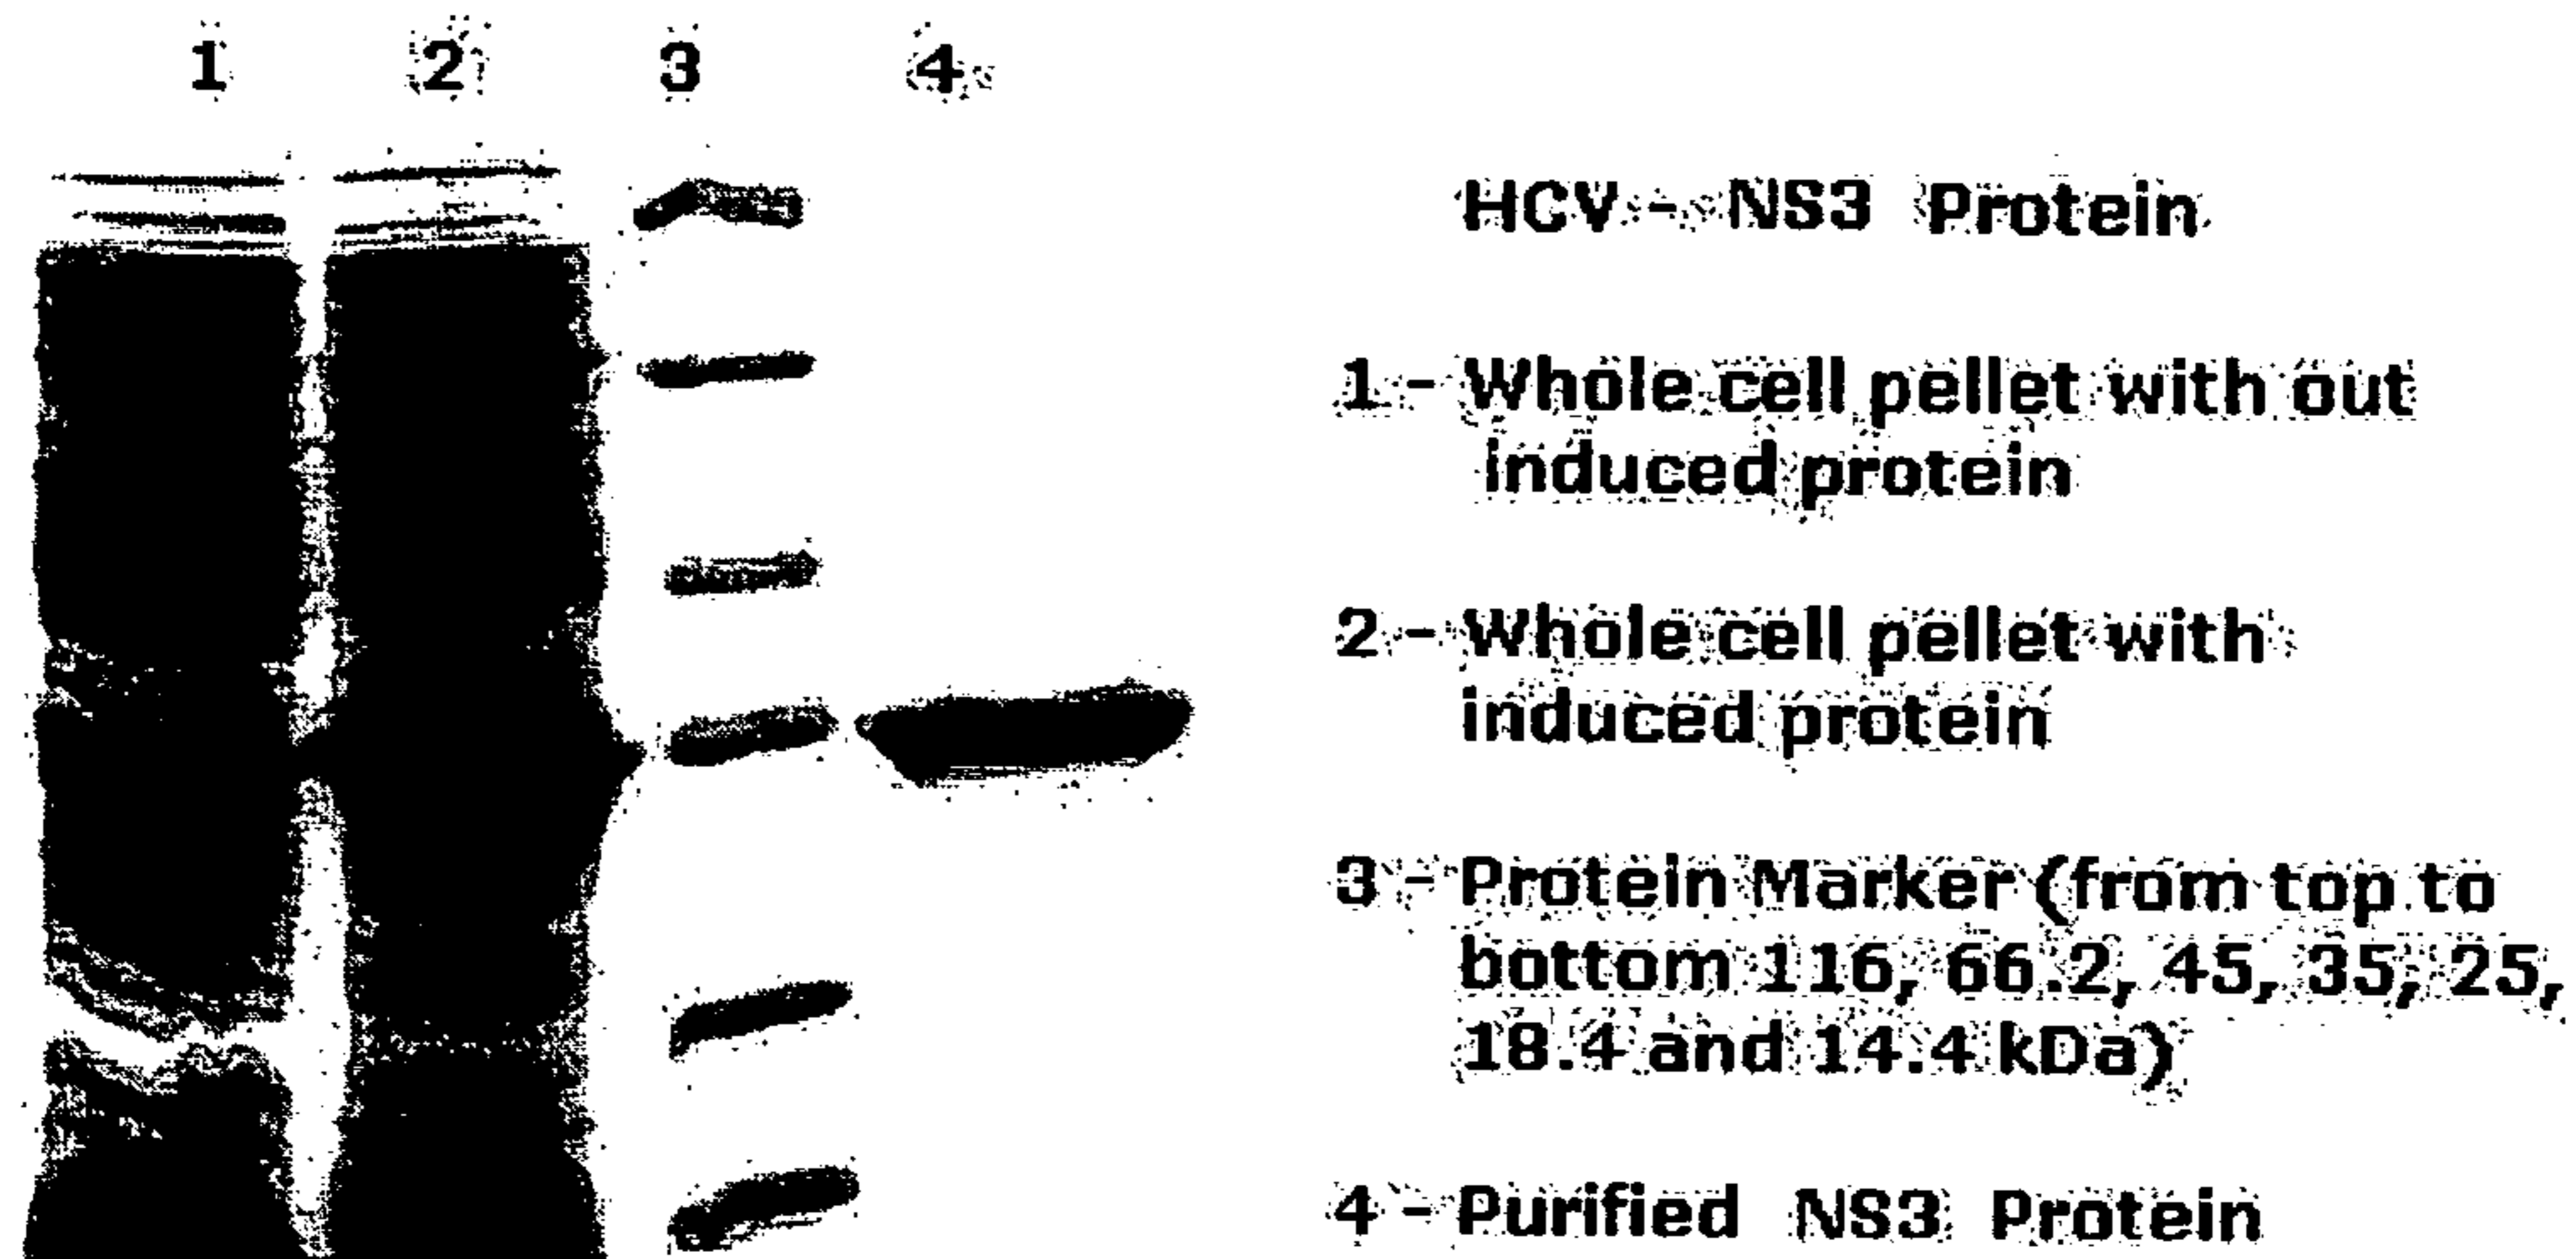 1 2 3 4
HCV - NS3 Protein
1 - Whole cell pellet with out
induced protein
2 - Whole cell pellet with
induced protein
3 - Protein Marker (from top to
bottom 116, 66.2, 45, 35, 25,
18.4 and 14.4 kDa)
4 - Purified NS3 Protein